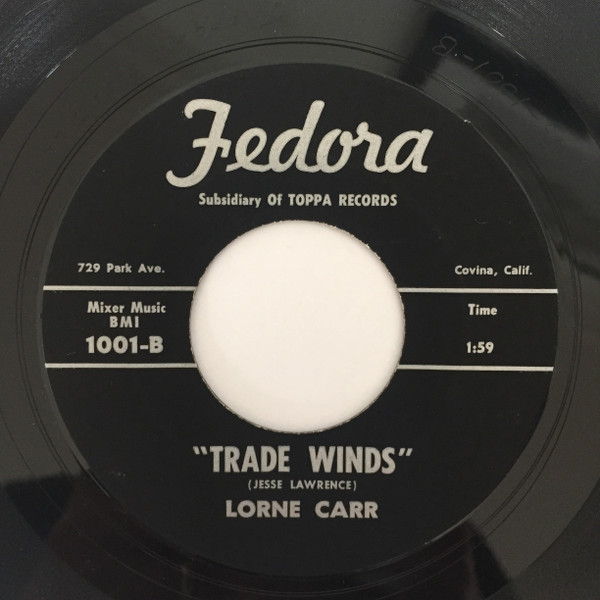 Fedora
Subsidiary Of TOPPA RECORDS
729 Park Ave.
Covina, Calif.
Mixer Music
BMI
1001-B
Time
1:59
"TRADE WINDS"
(JESSE LAWRENCE)
LORNE CARR